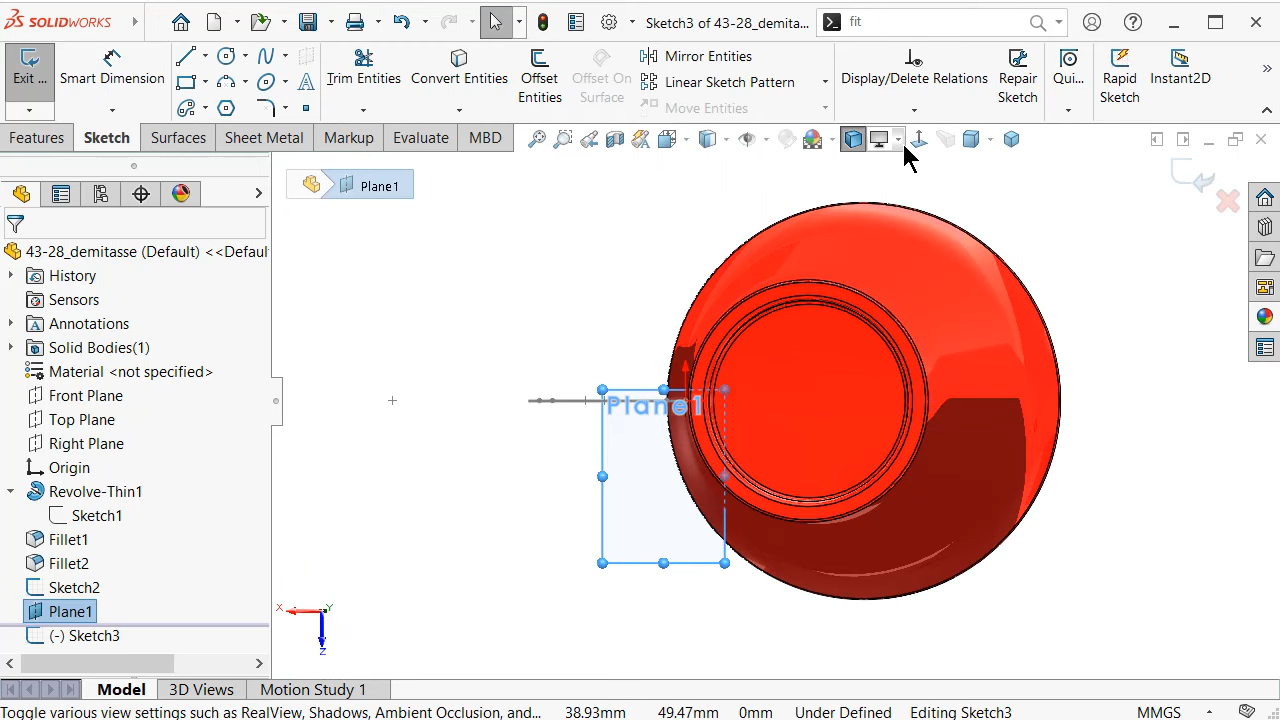 SOLIDWORKS
Sketch3 of 43-28_demita...
fit
Exit ...
Smart Dimension
Trim Entities
Convert Entities
Offset Entities
Offset On Surface
Mirror Entities
Linear Sketch Pattern
Move Entities
Display/Delete Relations
Repair Sketch
Qui...
Rapid Sketch
Instant2D
Features
Sketch
Surfaces
Sheet Metal
Markup
Evaluate
MBD
Plane1
43-28_demitasse (Default) <<Defaul
History
Sensors
Annotations
Solid Bodies(1)
Material <not specified>
Front Plane
Top Plane
Right Plane
Origin
Revolve-Thin1
Sketch1
Fillet1
Fillet2
Sketch2
Plane1
(-) Sketch3
Plane1
X
Y
Z
Model
3D Views
Motion Study 1
Toggle various view settings such as RealView, Shadows, Ambient Occlusion, and...
38.93mm
49.47mm
0mm
Under Defined
Editing Sketch3
MMGS